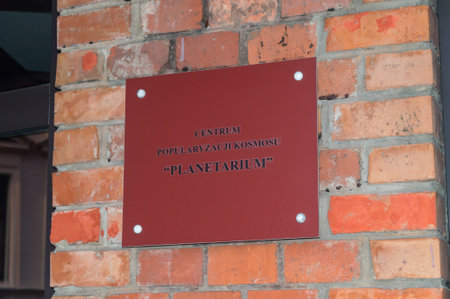 CENTRUM
POPULARYZACJI KOSMOSU
“PLANETARIUM”